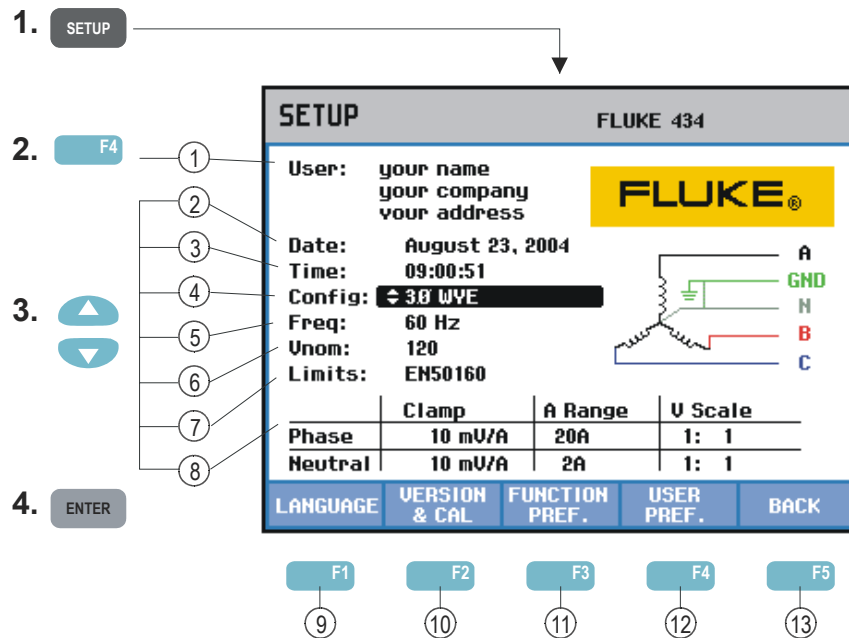 1. SETUP
SETUP FLUKE 434
2. F4 1
User: your name
your company
your address
FLUKE®
2
Date: August 23, 2004
3
Time: 09:00:51
4
Config: 3Ø WYE
5
Freq: 60 Hz
6
Vnom: 120
7
Limits: EN50160
A
GND
N
B
C
3.
8
Clamp A Range V Scale
Phase 10 mV/A 20A 1: 1
Neutral 10 mV/A 2A 1: 1
4. ENTER
LANGUAGE VERSION & CAL FUNCTION PREF. USER PREF. BACK
F1 F2 F3 F4 F5
9 10 11 12 13